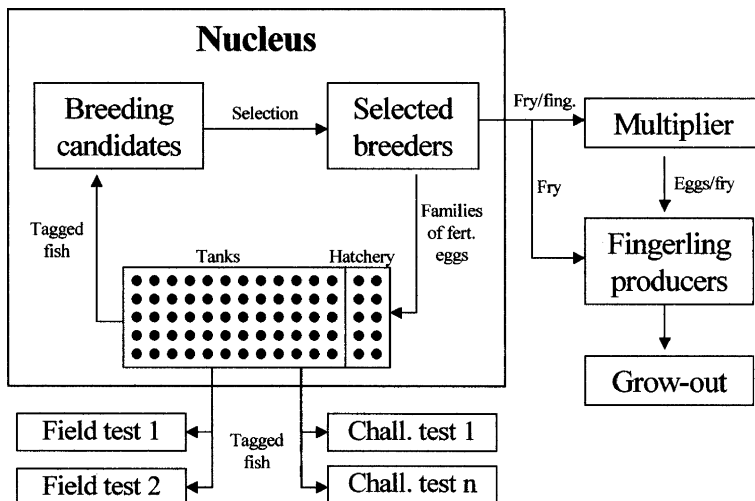 Nucleus
Breeding
candidates
Selection
Selected
breeders
Fry/fing.
Multiplier
Tagged
fish
Families
of fert.
eggs
Fry
Eggs/fry
Tanks
Hatchery
Fingerling
producers
Grow-out
Field test 1
Field test 2
Tagged
fish
Chall. test 1
Chall. test n